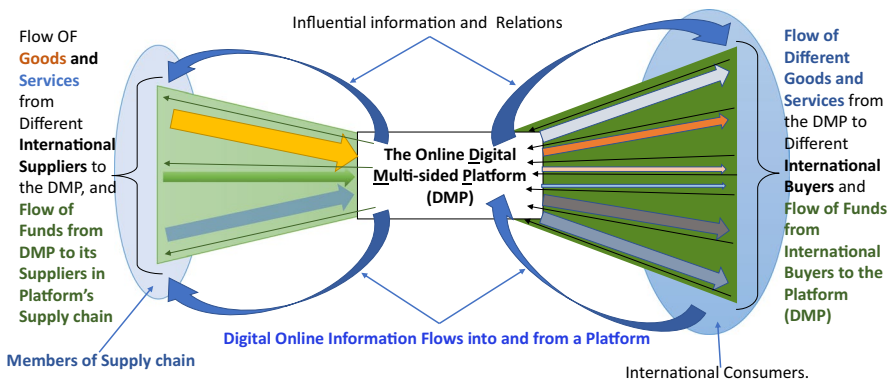 Influential information and Relations
Flow OF
Goods and
Services
from
Different
International
Suppliers to
the DMP, and
Flow of
Funds from
DMP to its
Suppliers in
Platform's
Supply chain
Members of Supply chain
The Online Digital
Multi-sided Platform
(DMP)
Digital Online Information Flows into and from a Platform
Flow of
Different
Goods and
Services from
the DMP to
Different
International
Buyers and
Flow of Funds
from
International
Buyers to the
Platform
(DMP)
International Consumers.